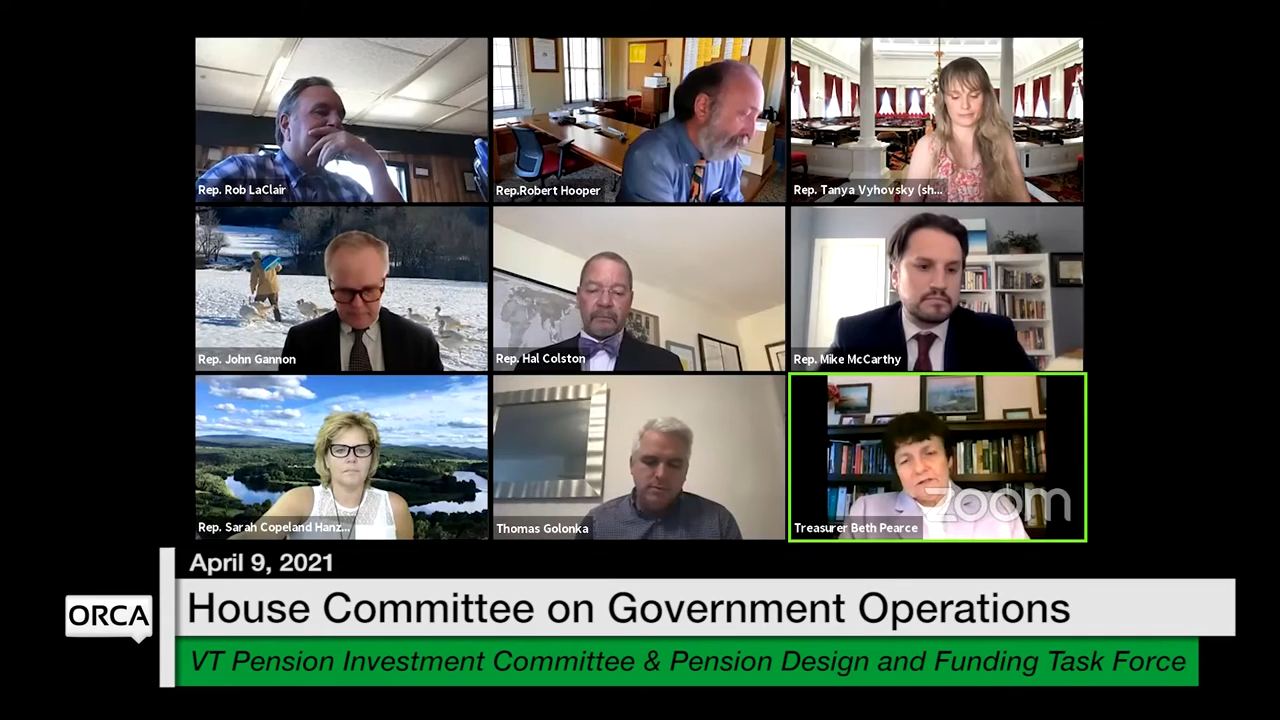 Rep. Rob LaClair
Rep.Robert Hooper
Rep. Tanya Vyhovsky (sh...
Rep. John Gannon
Rep. Hal Colston
Rep. Mike McCarthy
Rep. Sarah Copeland Hanz...
Thomas Golonka
Treasurer Beth Pearce
zoom
April 9, 2021
ORCA
House Committee on Government Operations
VT Pension Investment Committee & Pension Design and Funding Task Force